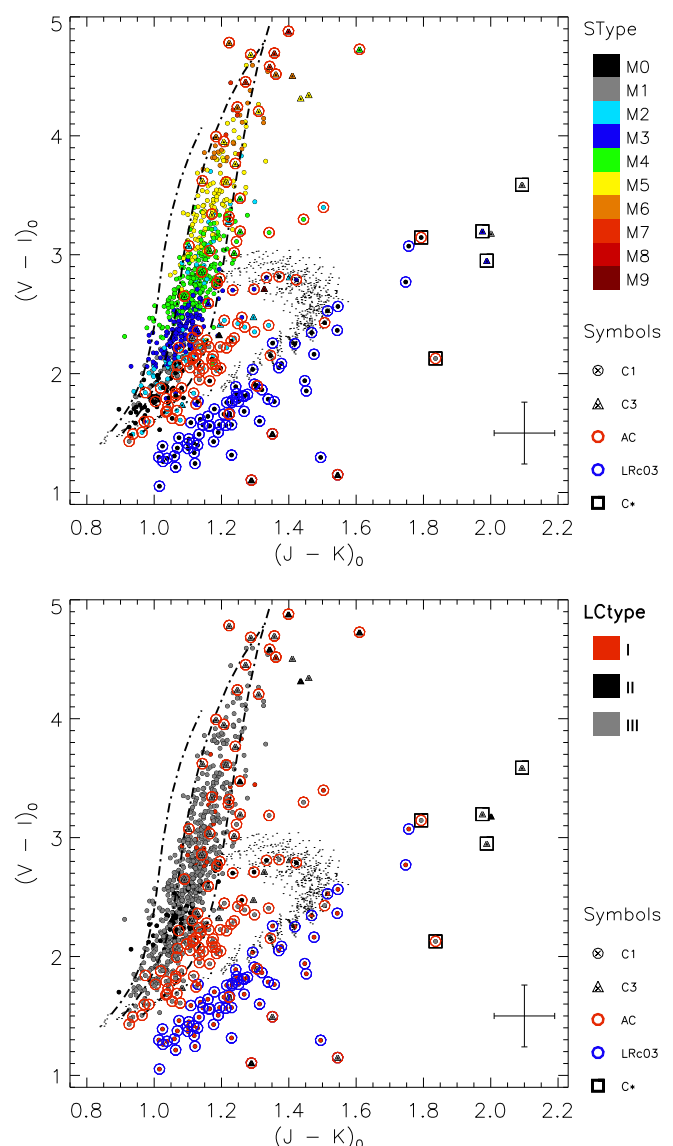 5
4
3
2
1
(V – I)₀
0.8 1.0 1.2 1.4 1.6 1.8 2.0 2.2
(J – K)₀
SType
M0
M1
M2
M3
M4
M5
M6
M7
M8
M9
Symbols
C1
C3
AC
LRc03
C*
5
4
3
2
1
(V – I)₀
0.8 1.0 1.2 1.4 1.6 1.8 2.0 2.2
(J – K)₀
LCtype
I
II
III
Symbols
C1
C3
AC
LRc03
C*